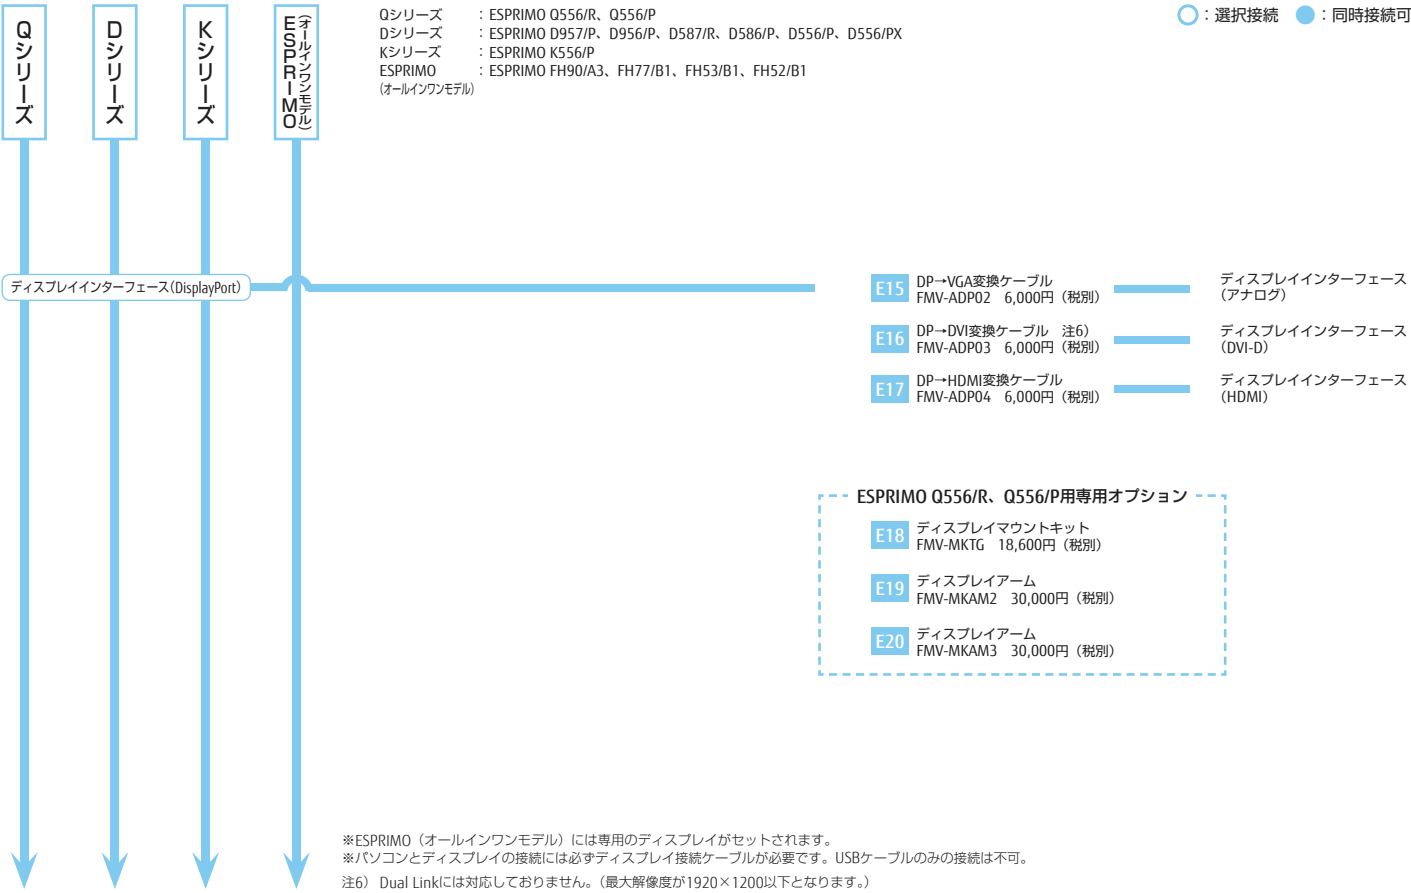 Qシリーズ
Dシリーズ
Kシリーズ
ESPRIMO
(オールインワンモデル)
Qシリーズ ：ESPRIMO Q556/R、Q556/P
Dシリーズ ：ESPRIMO D957/P、D956/P、D587/R、D586/P、D556/P、D556/PX
Kシリーズ ：ESPRIMO K556/P
ESPRIMO ：ESPRIMO FH90/A3、FH77/B1、FH53/B1、FH52/B1
(オールインワンモデル)
：選択接続 ：同時接続可
ディスプレイインターフェース(DisplayPort)
E15 DP→VGA変換ケーブル
FMV-ADP02 6,000円（税別）
ディスプレイインターフェース
（アナログ）
E16 DP→DVI変換ケーブル 注6）
FMV-ADP03 6,000円（税別）
ディスプレイインターフェース
（DVI-D）
E17 DP→HDMI変換ケーブル
FMV-ADP04 6,000円（税別）
ディスプレイインターフェース
（HDMI）
ESPRIMO Q556/R、Q556/P用専用オプション
E18 ディスプレイマウントキット
FMV-MKTG 18,600円（税別）
E19 ディスプレイアーム
FMV-MKAM2 30,000円（税別）
E20 ディスプレイアーム
FMV-MKAM3 30,000円（税別）
※ESPRIMO（オールインワンモデル）には専用のディスプレイがセットされます。
※パソコンとディスプレイの接続には必ずディスプレイ接続ケーブルが必要です。USBケーブルのみの接続は不可。
注6） Dual Linkには対応しておりません。（最大解像度が1920×1200以下となります。）